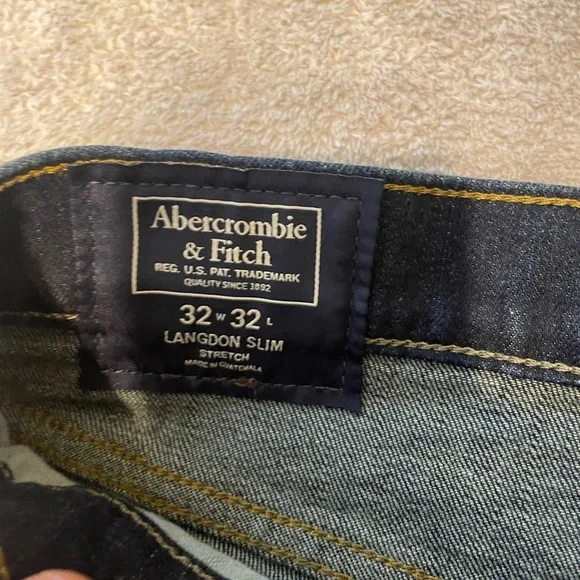 Abercrombie
& Fitch
REG. U.S. PAT. TRADEMARK
QUALITY SINCE 1892
32 W 32 L
LANGDON SLIM
STRETCH
MADE IN GUATEMALA